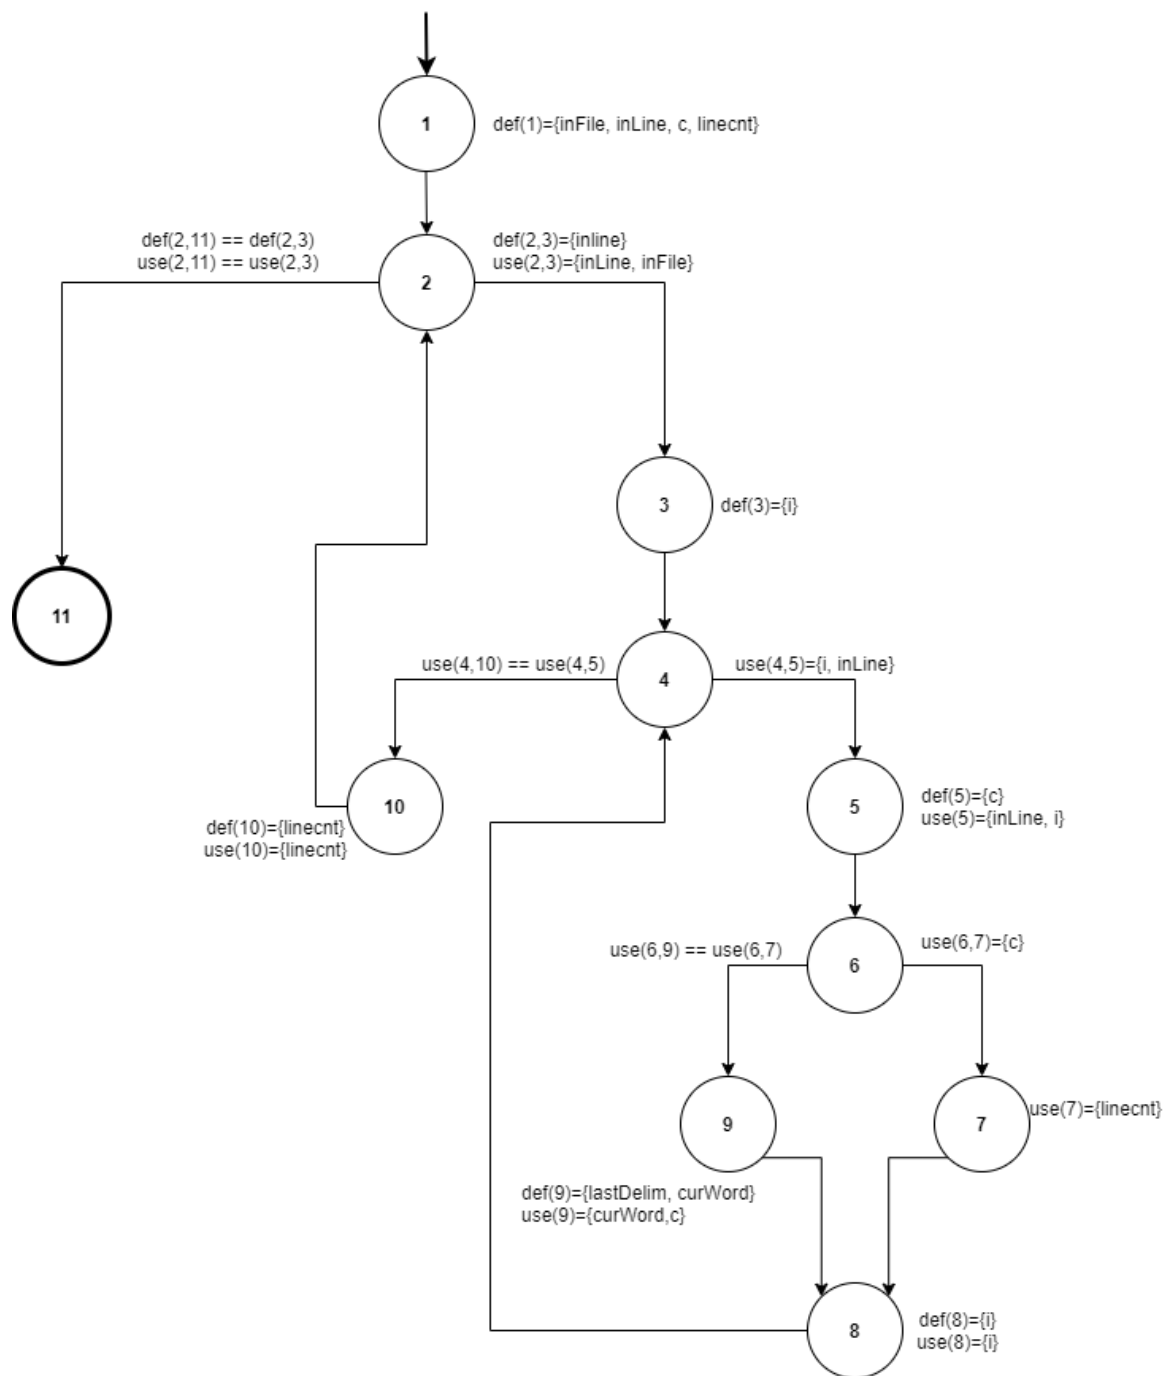 1
def(1)={inFile, inLine, c, linecnt}
def(2,11) == def(2,3)
use(2,11) == use(2,3)
def(2,3)={inline}
use(2,3)={inLine, inFile}
2
3
def(3)={i}
11
use(4,10) == use(4,5)
4
use(4,5)={i, inLine}
10
def(10)={linecnt}
use(10)={linecnt}
5
def(5)={c}
use(5)={inLine, i}
use(6,9) == use(6,7)
6
use(6,7)={c}
9
7
use(7)={linecnt}
def(9)={lastDelim, curWord}
use(9)={curWord,c}
8
def(8)={i}
use(8)={i}